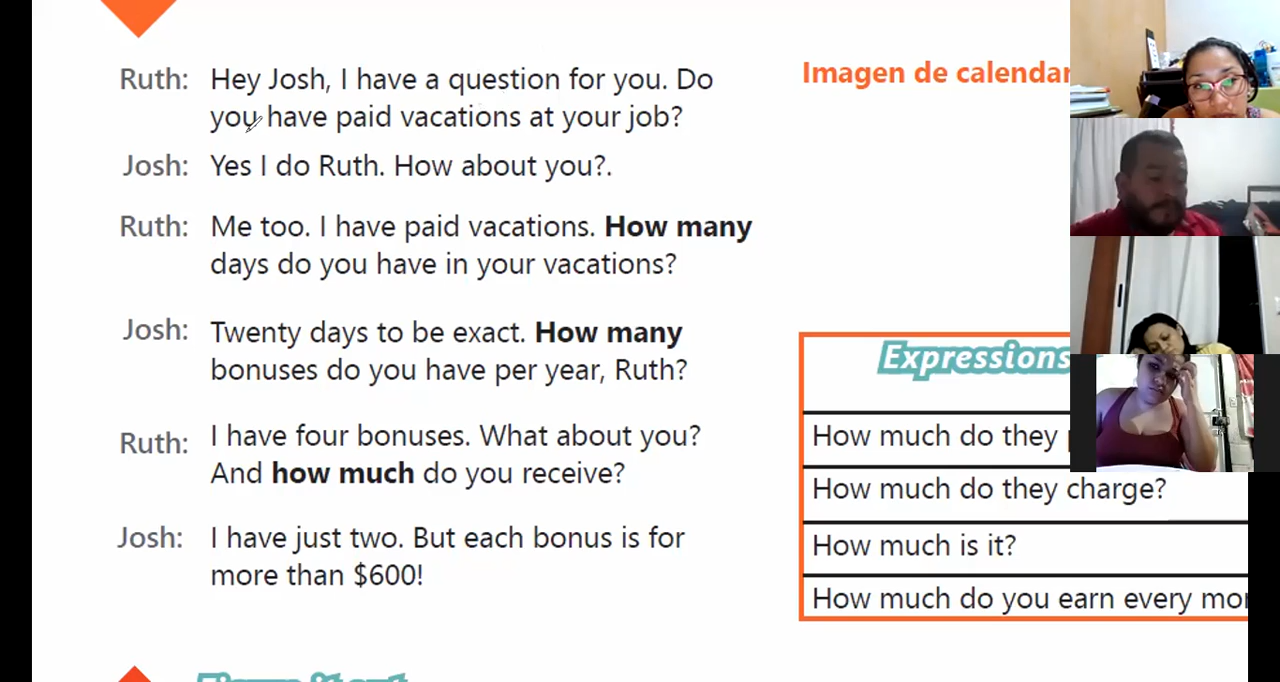 Ruth: Hey Josh, I have a question for you. Do
you have paid vacations at your job?
Josh: Yes I do Ruth. How about you?.
Ruth: Me too. I have paid vacations. How many
days do you have in your vacations?
Josh: Twenty days to be exact. How many
bonuses do you have per year, Ruth?
Ruth: I have four bonuses. What about you?
And how much do you receive?
Josh: I have just two. But each bonus is for
more than $600!
Imagen de calendar
Expressions
How much do they
How much do they charge?
How much is it?
How much do you earn every